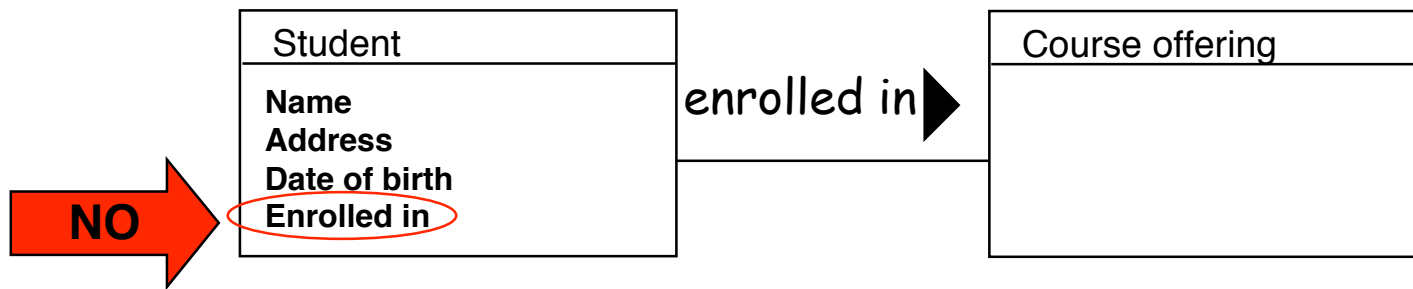 Student
Name
Address
Date of birth
Enrolled in
NO
enrolled in
Course offering